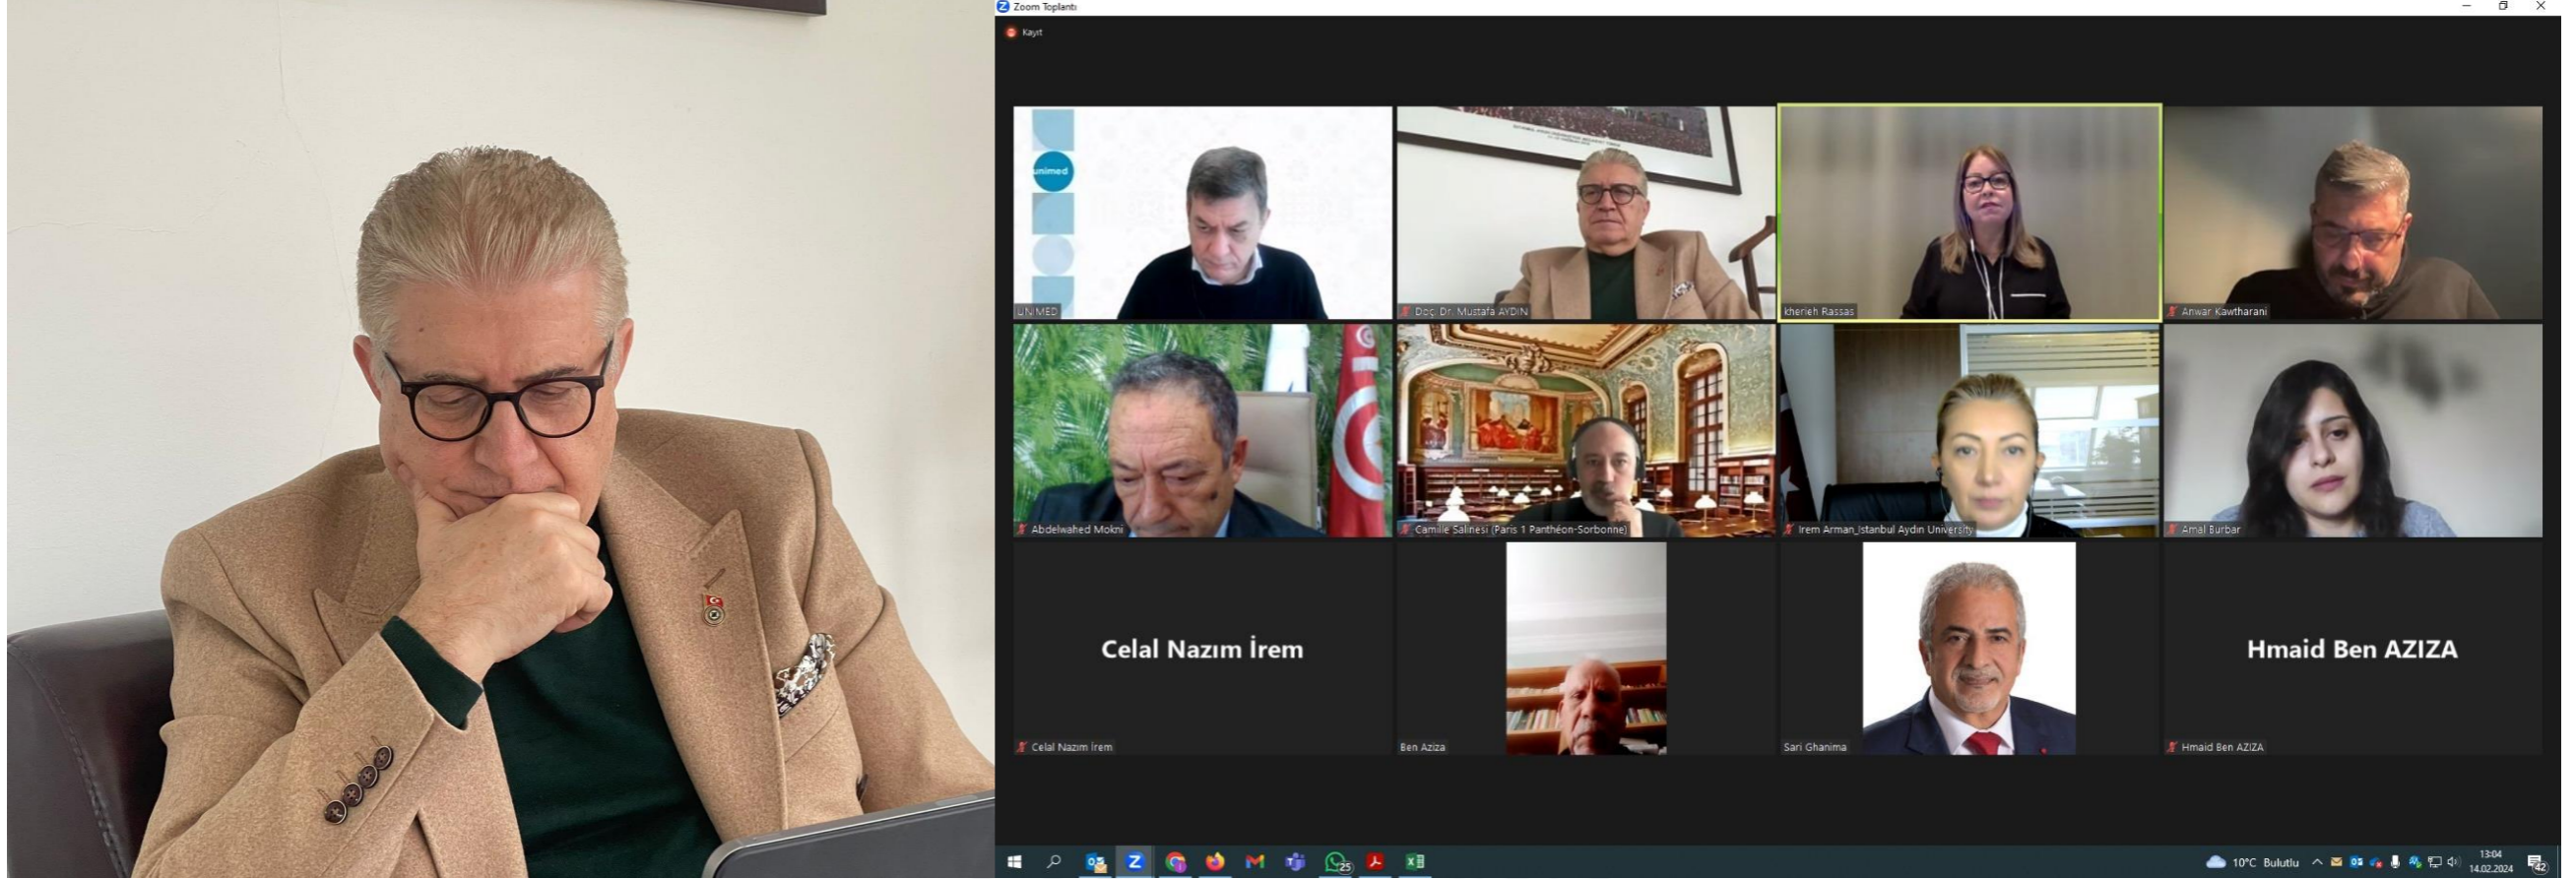 Zoom Toplantı
Kayıt
unimed
UNIMED
Doç. Dr. Mustafa AYDIN
kherieh Rassas
Anwar Kawtharani
Abdelwahed Mokni
Camille Salinesi (Paris 1 Panthéon-Sorbonne)
Irem Arman_Istanbul Aydın University
Amal Burbar
Celal Nazım İrem
Hmaid Ben AZIZA
Celal Nazım İrem
Ben Aziza
Sari Ghanima
Hmaid Ben AZIZA
25
10°C Bulutlu
13:04
14.02.2024
42